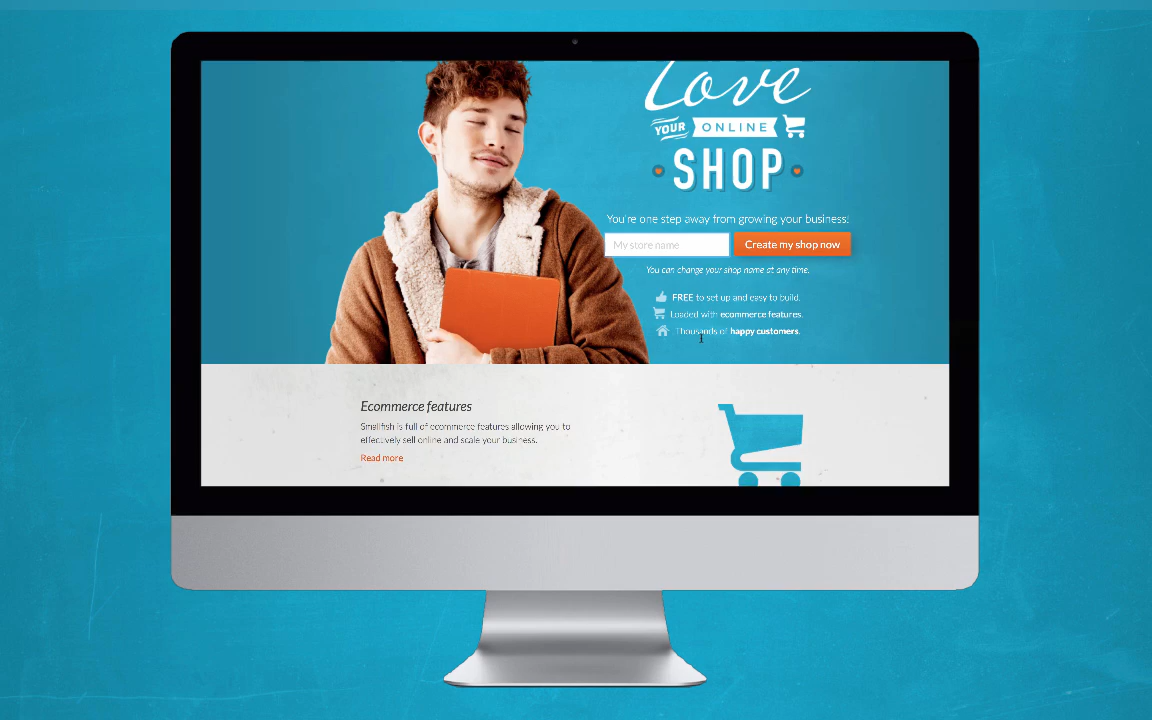 Love
YOUR ONLINE
SHOP
You're one step away from growing your business!
My store name
Create my shop now
You can change your shop name at any time.
FREE to set up and easy to build.
Loaded with ecommerce features.
Thousands of happy customers.
Ecommerce features
Smallfish is full of ecommerce features allowing you to
effectively sell online and scale your business.
Read more